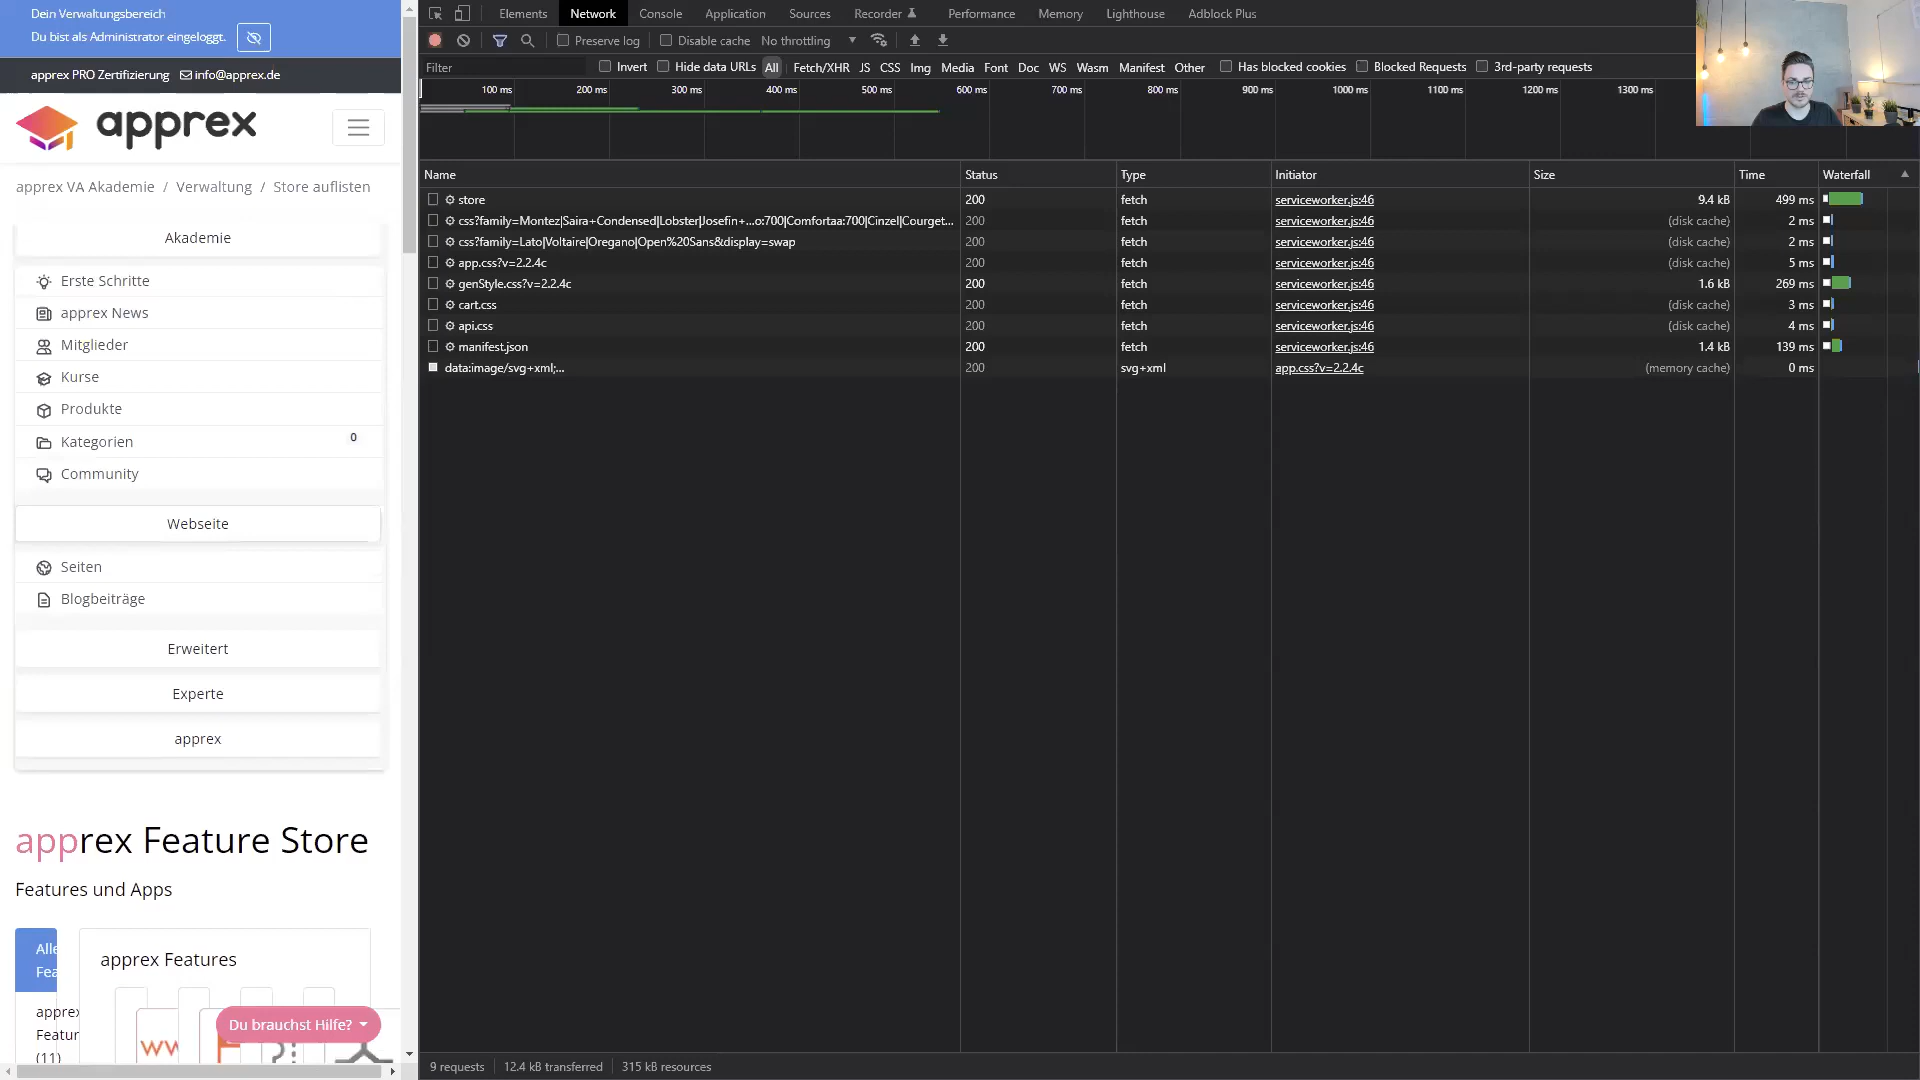 Dein Verwaltungsbereich
Du bist als Administrator eingeloggt.
apprex PRO Zertifizierung info@apprex.de
apprex
apprex VA Akademie / Verwaltung / Store auflisten
Akademie
Erste Schritte
apprex News
Mitglieder
Kurse
Produkte
Kategorien 0
Community
Webseite
Seiten
Blogbeiträge
Erweitert
Experte
apprex
apprex Feature Store
Features und Apps
Alle
Fea
apprex
Featur
(11)
apprex Features
Du brauchst Hilfe?
Elements Network Console Application Sources Recorder Performance Memory Lighthouse Adblock Plus
Preserve log Disable cache No throttling
Filter Invert Hide data URLs All Fetch/XHR JS CSS Img Media Font Doc WS Wasm Manifest Other Has blocked cookies Blocked Requests 3rd-party requests
100 ms 200 ms 300 ms 400 ms 500 ms 600 ms 700 ms 800 ms 900 ms 1000 ms 1100 ms 1200 ms 1300 ms
Name Status Type Initiator Size Time Waterfall
store 200 fetch serviceworker.js:46 9.4 kB 499 ms
css?family=Montez|Saira+Condensed|Lobster|Josefin+...o:700|Comfortaa:700|Cinzel|Courget... 200 fetch serviceworker.js:46 (disk cache) 2 ms
css?family=Lato|Voltaire|Oregano|Open%20Sans&display=swap 200 fetch serviceworker.js:46 (disk cache) 2 ms
app.css?v=2.2.4c 200 fetch serviceworker.js:46 (disk cache) 5 ms
genStyle.css?v=2.2.4c 200 fetch serviceworker.js:46 1.6 kB 269 ms
cart.css 200 fetch serviceworker.js:46 (disk cache) 3 ms
api.css 200 fetch serviceworker.js:46 (disk cache) 4 ms
manifest.json 200 fetch serviceworker.js:46 1.4 kB 139 ms
data:image/svg+xml;... 200 svg+xml app.css?v=2.2.4c (memory cache) 0 ms
9 requests 12.4 kB transferred 315 kB resources